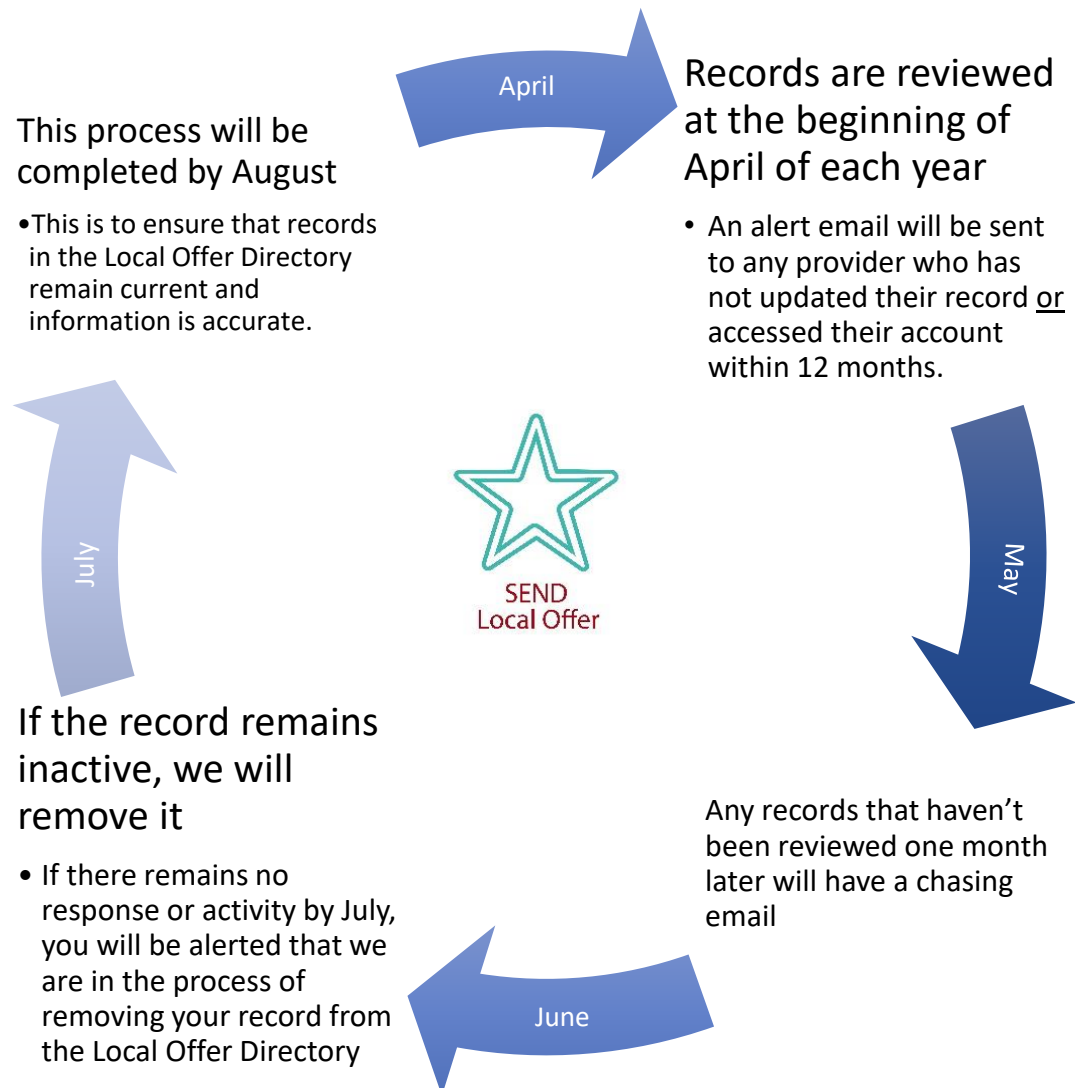 April
Records are reviewed
at the beginning of
April of each year
• An alert email will be sent
to any provider who has
not updated their record or
accessed their account
within 12 months.
May
Any records that haven’t
been reviewed one month
later will have a chasing
email
June
If the record remains
inactive, we will
remove it
• If there remains no
response or activity by July,
you will be alerted that we
are in the process of
removing your record from
the Local Offer Directory
July
This process will be
completed by August
•This is to ensure that records
in the Local Offer Directory
remain current and
information is accurate.
SEND
Local Offer